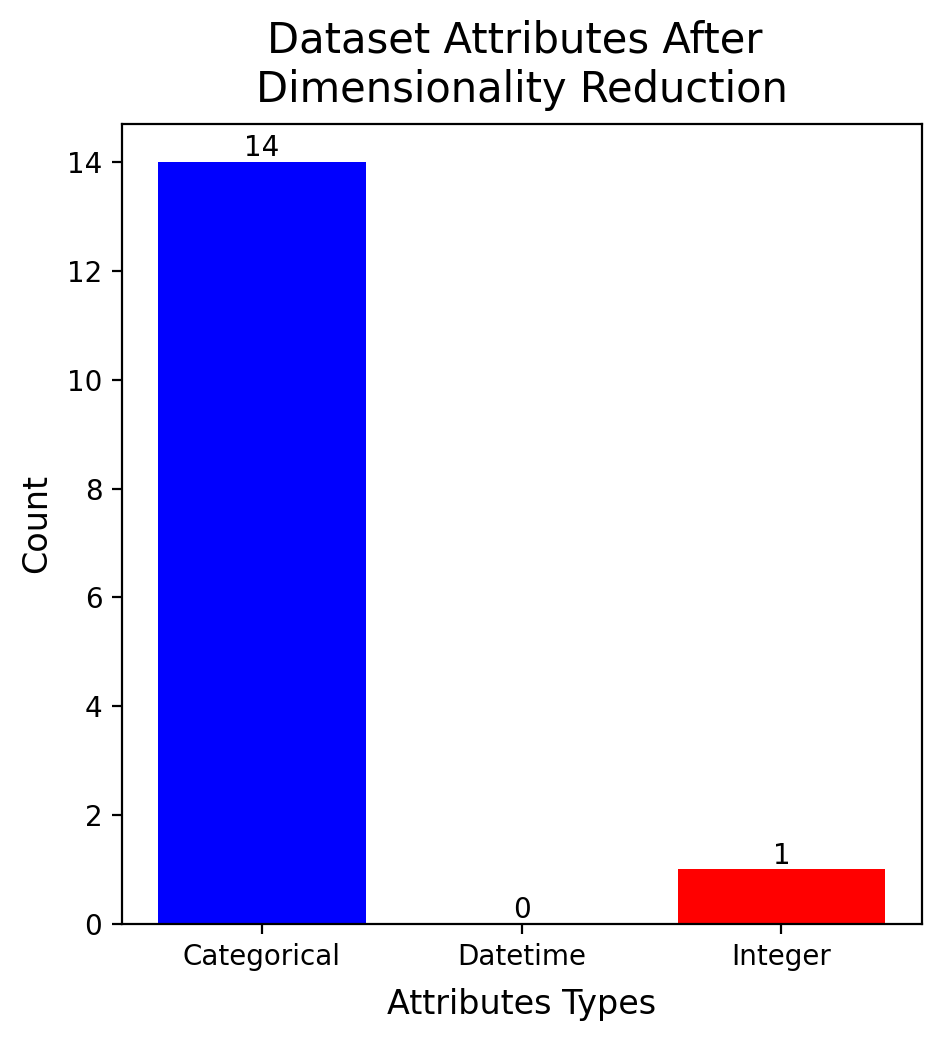 Dataset Attributes After
Dimensionality Reduction
14
14
12
10
8
6
4
2
0
Count
0
1
Categorical
Datetime
Integer
Attributes Types